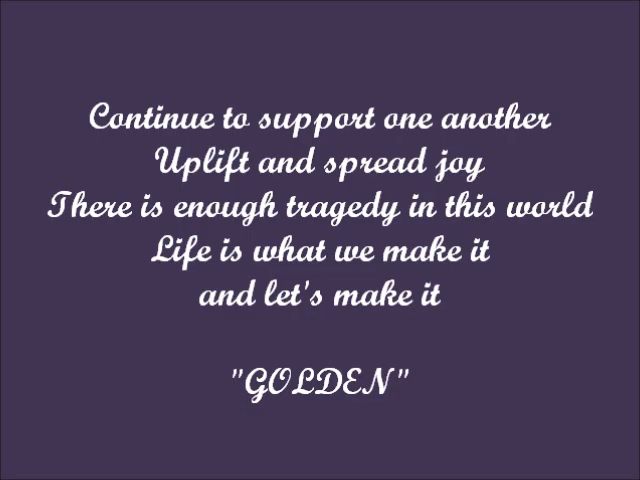 Continue to support one another
Uplift and spread joy
There is enough tragedy in this world
Life is what we make it
and let's make it
"GOLDEN"